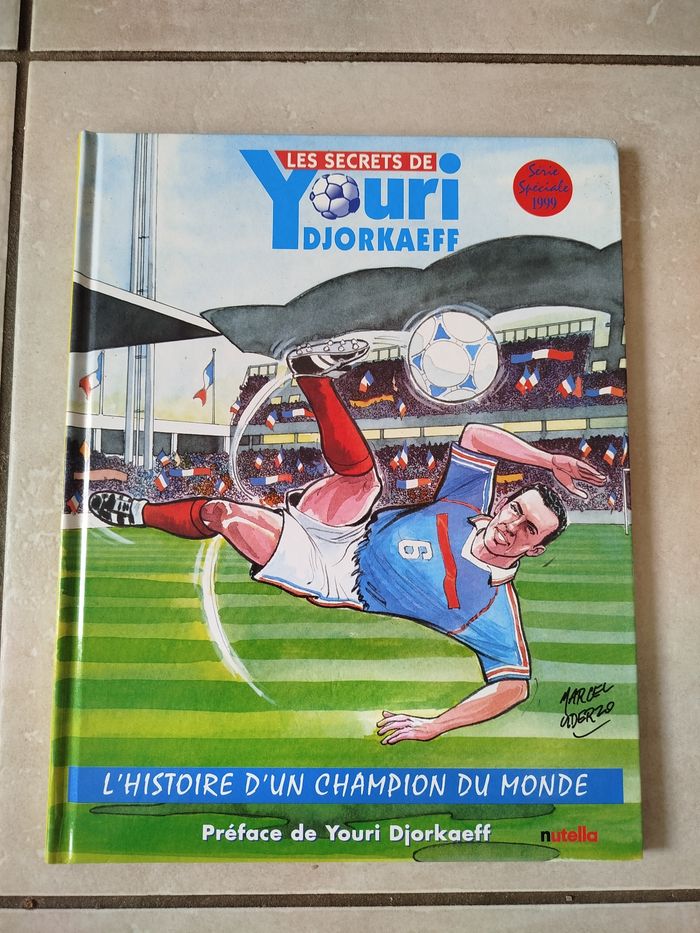 LES SECRETS DE
Youri
DJORKAEFF
Série
Spéciale
1999
6
MARCEL
UDERZO
L'HISTOIRE D'UN CHAMPION DU MONDE
Préface de Youri Djorkaeff
nutella